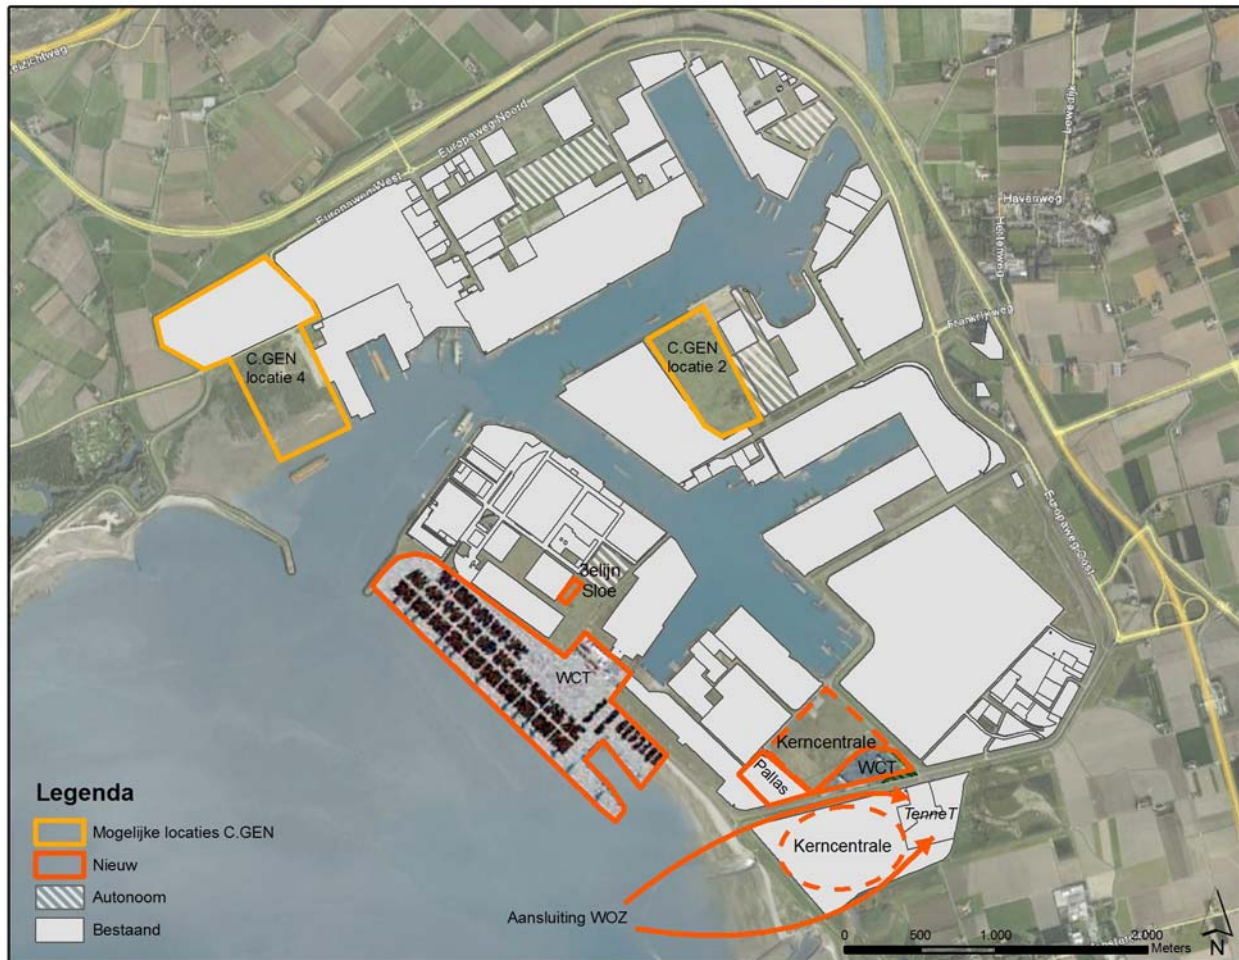 Europaweg-Noord
Europaweg-West
Lewedijk
Havenweg
Heitenweg
Frankrijkweg
C.GEN
locatie 4
C.GEN
locatie 2
Europaweg-Oost
3elijn
Sloe
WCT
Kerncentrale
WCT
Pallas
TenneT
Kerncentrale
Aansluiting WOZ
Legenda
Mogelijke locaties C.GEN
Nieuw
Autonoom
Bestaand
0 500 1.000 2.000
Meters
N